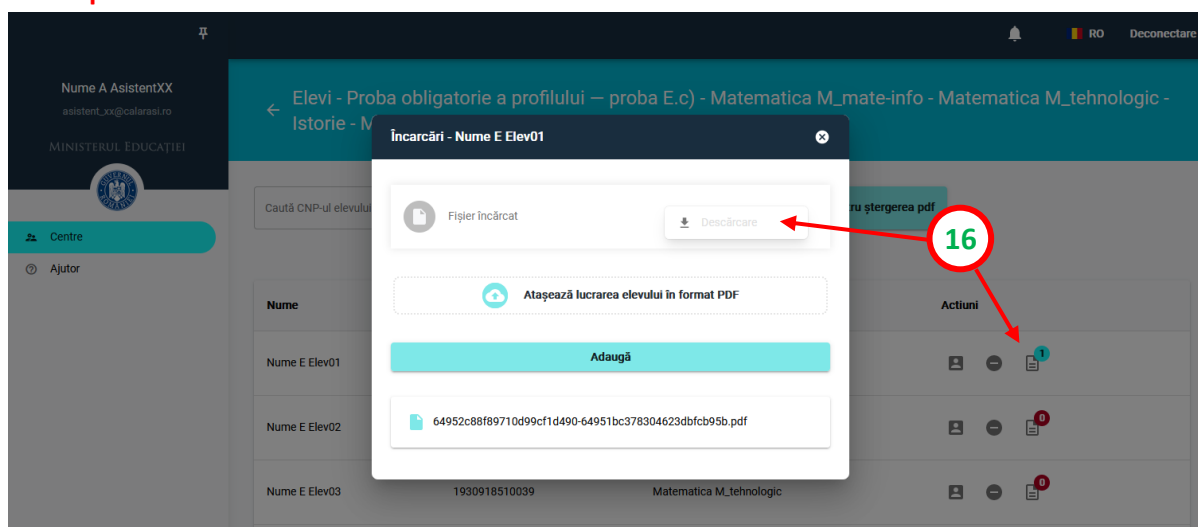 RO Deconectare
Nume A AsistentXX
asistent_xx@calarasi.ro
Ministerul Educației
Elevi - Proba obligatorie a profilului — proba E.c) - Matematica M_mate-info - Matematica M_tehnologic -
Istorie - M
Încarcări - Nume E Elev01
Caută CNP-ul elevului
Fișier încărcat
Descărcare
tru ștergerea pdf
16
Centre
Ajutor
Atașează lucrarea elevului în format PDF
Nume
Actiuni
Adaugă
Nume E Elev01
1
64952c88f89710d99cf1d490-64951bc378304623dbfcb95b.pdf
Nume E Elev02
0
Nume E Elev03
1930918510039
Matematica M_tehnologic
0